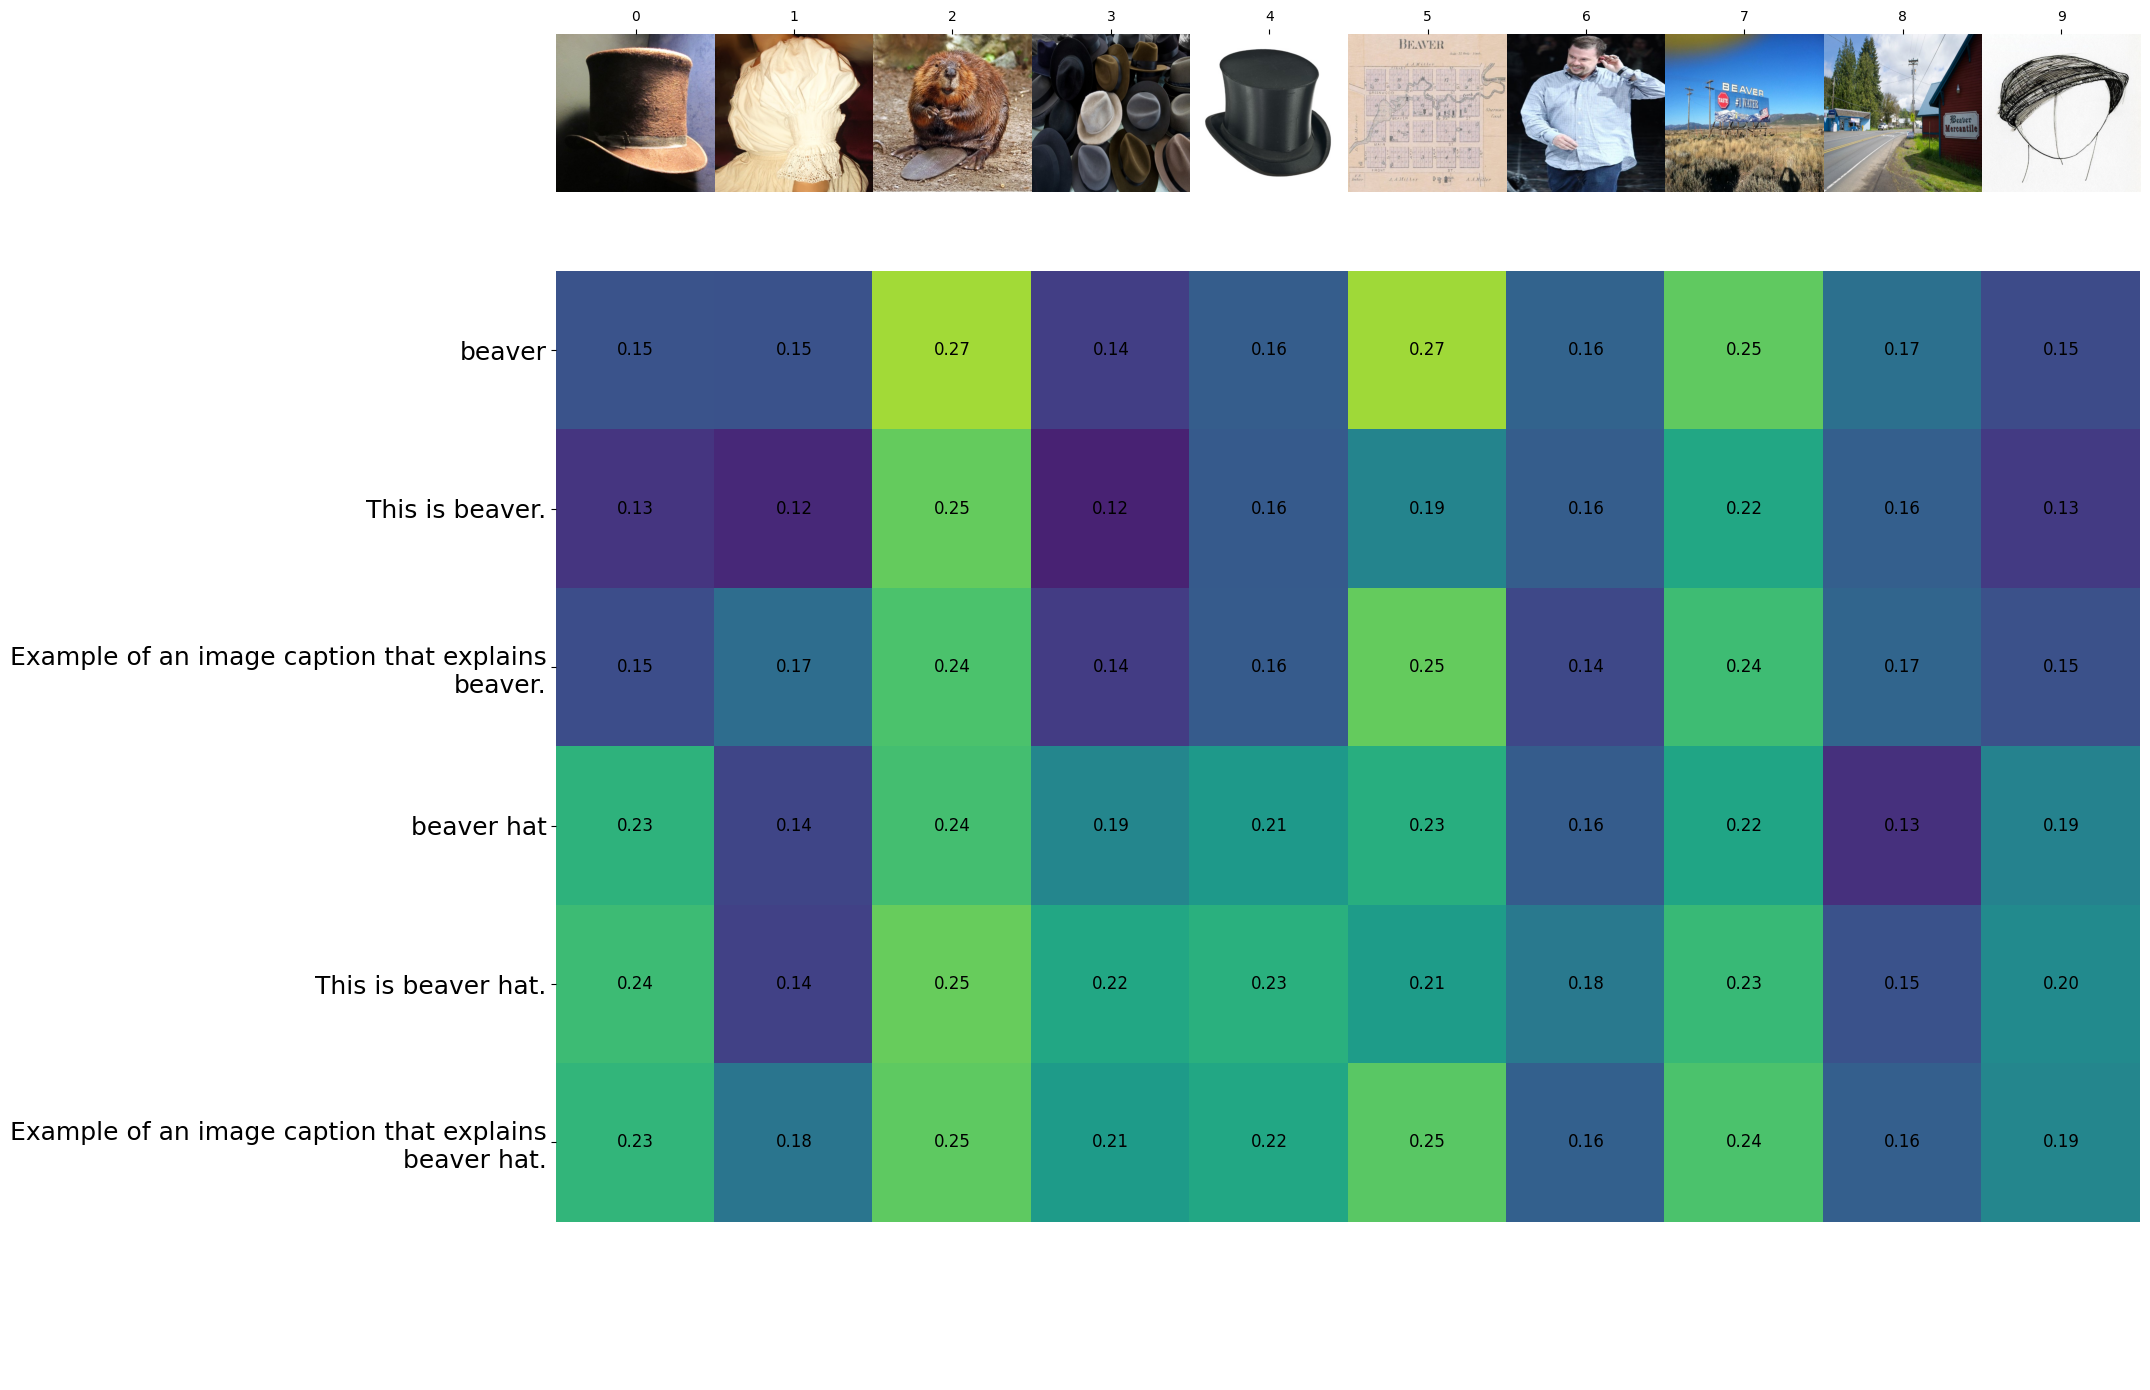 0 1 2 3 4 5 6 7 8 9
BEAVER
BEAVER
Beaver
Mercantile
beaver 0.15 0.15 0.27 0.14 0.16 0.27 0.16 0.25 0.17 0.15
This is beaver. 0.13 0.12 0.25 0.12 0.16 0.19 0.16 0.22 0.16 0.13
Example of an image caption that explains
beaver. 0.15 0.17 0.24 0.14 0.16 0.25 0.14 0.24 0.17 0.15
beaver hat 0.23 0.14 0.24 0.19 0.21 0.23 0.16 0.22 0.13 0.19
This is beaver hat. 0.24 0.14 0.25 0.22 0.23 0.21 0.18 0.23 0.15 0.20
Example of an image caption that explains
beaver hat. 0.23 0.18 0.25 0.21 0.22 0.25 0.16 0.24 0.16 0.19